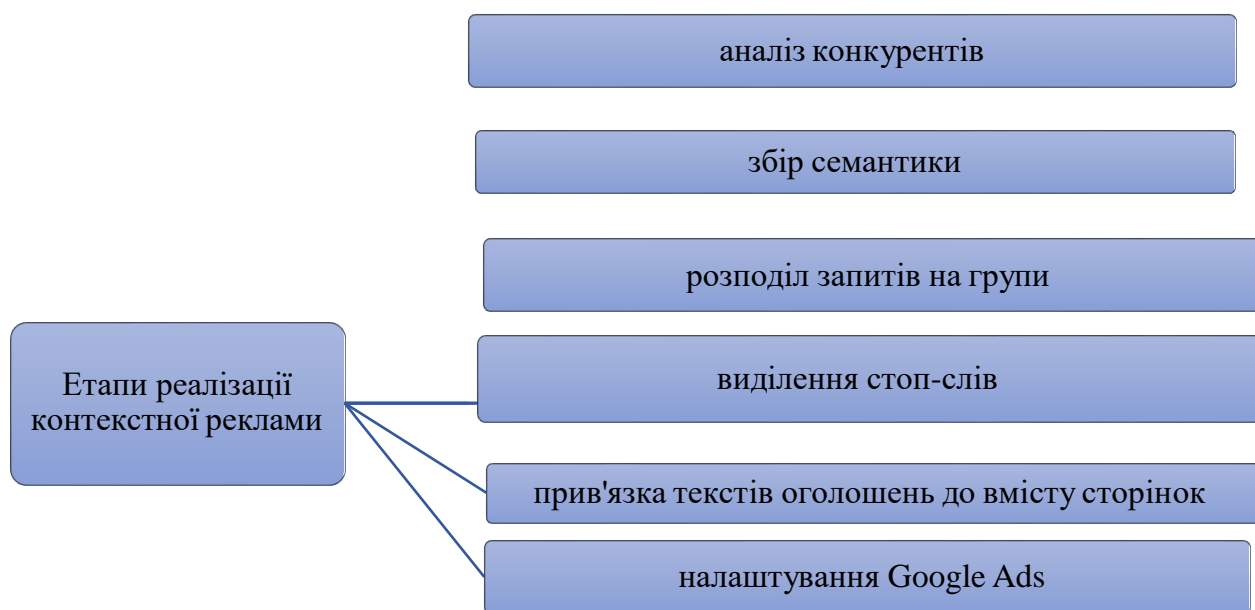 аналіз конкурентів
збір семантики
розподіл запитів на групи
Етапи реалізації
контекстної реклами
виділення стоп-слів
прив'язка текстів оголошень до вмісту сторінок
налаштування Google Ads